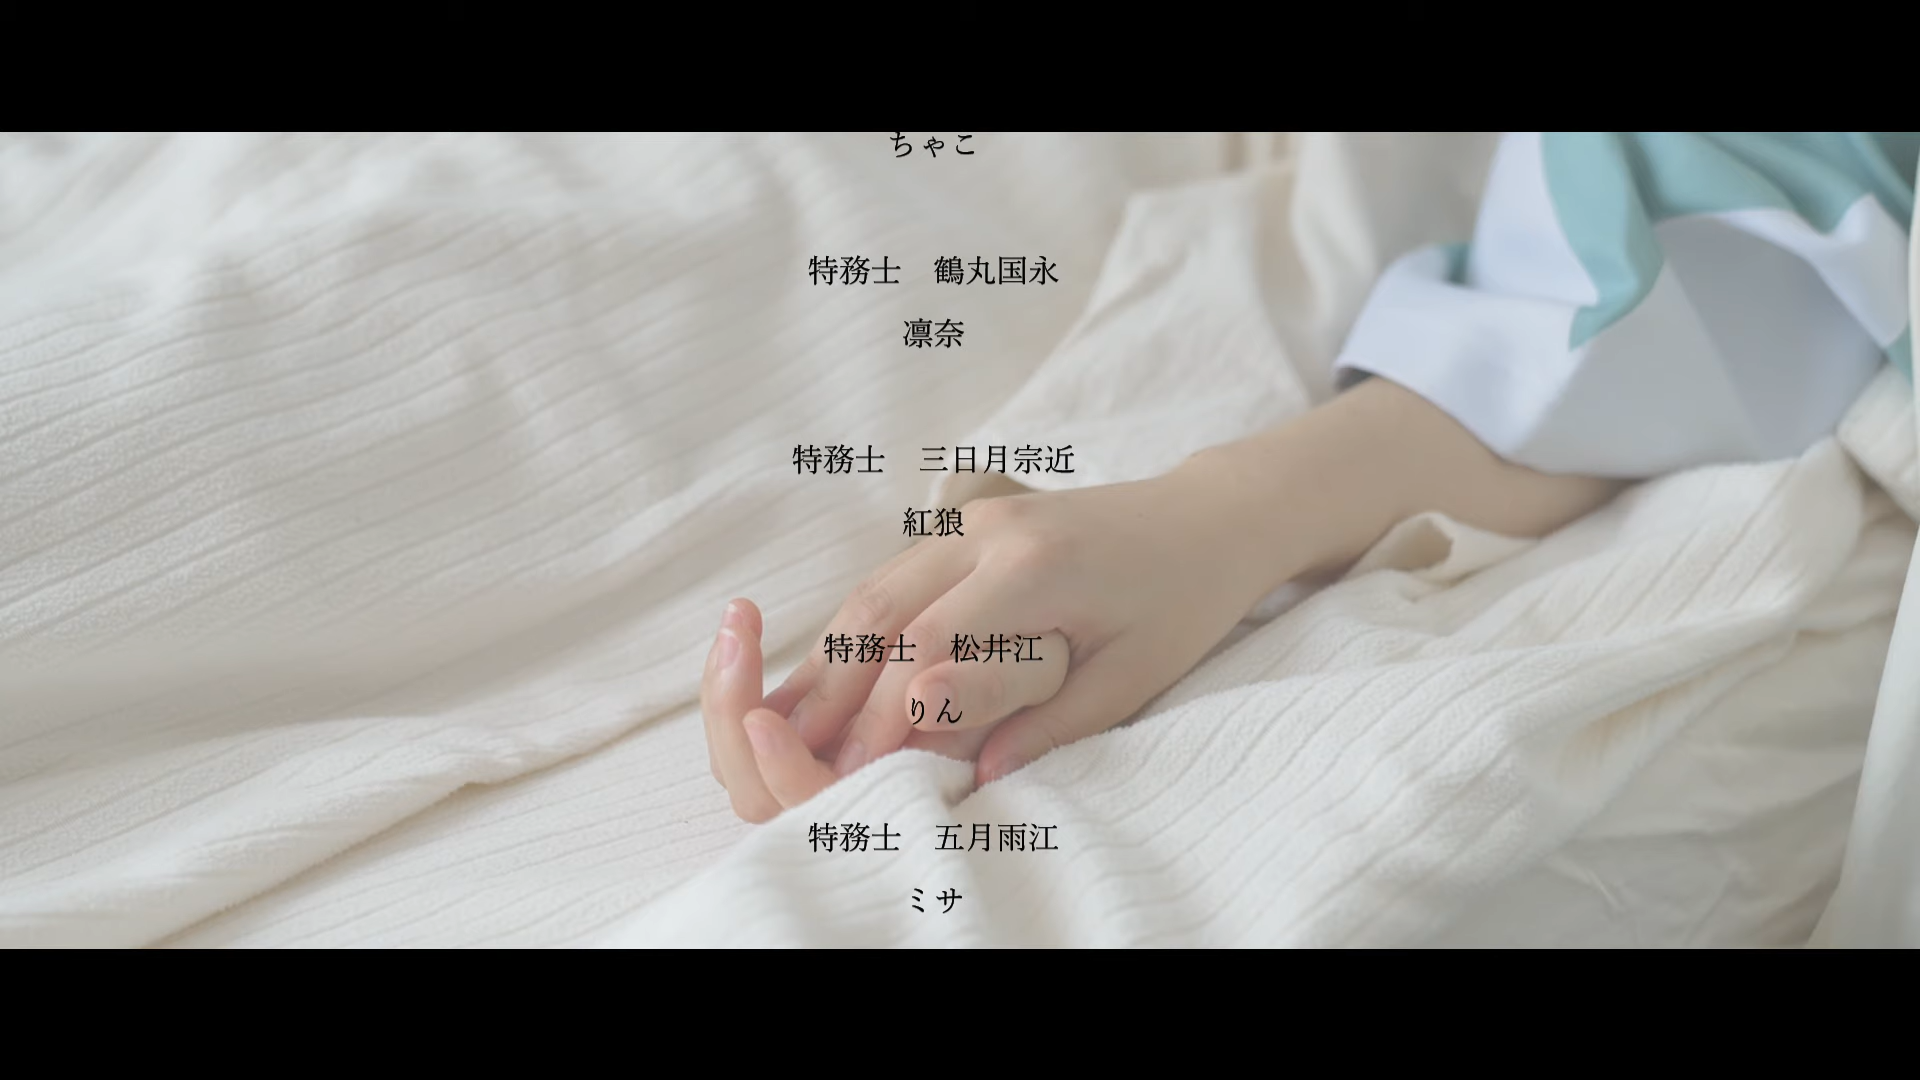 ちゃこ
特務士　鶴丸国永
凛奈
特務士　三日月宗近
紅狼
特務士　松井江
りん
特務士　五月雨江
ミサ